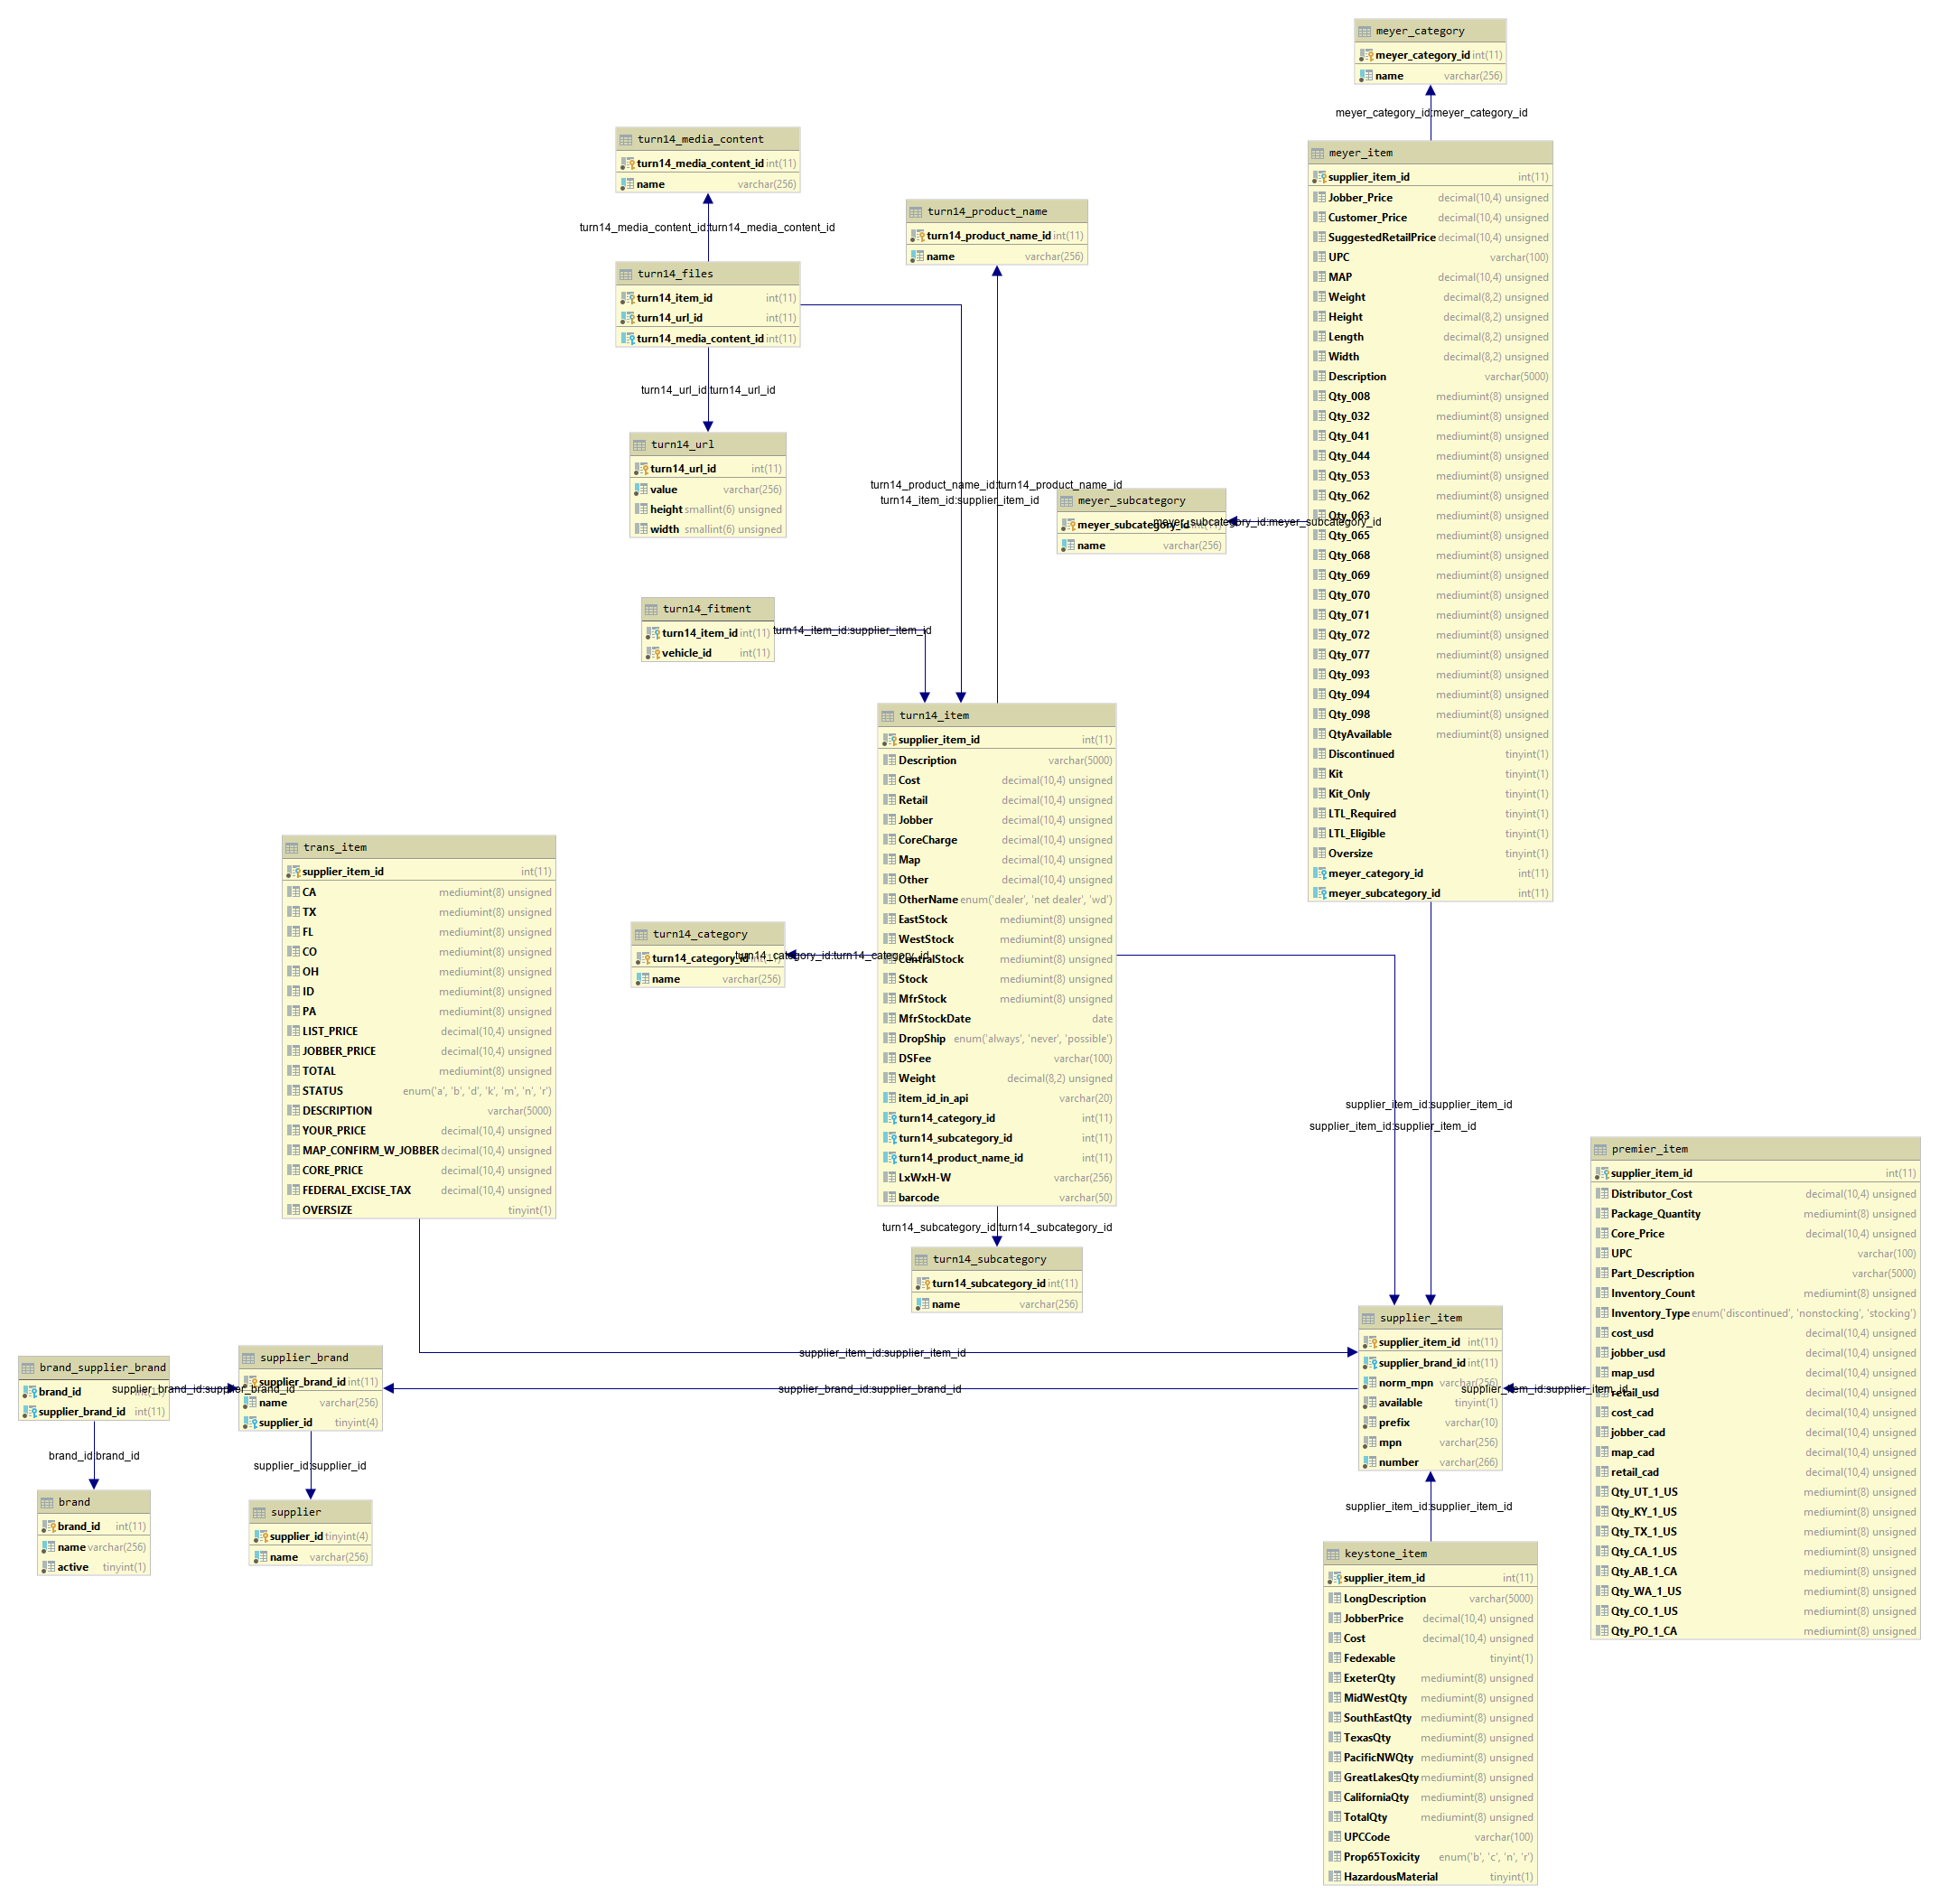 meyer_category
meyer_category_id int(11)
name varchar(256)
meyer_category_id:meyer_category_id
turn14_media_content
turn14_media_content_id int(11)
name varchar(256)
turn14_media_content_id:turn14_media_content_id
turn14_files
turn14_item_id int(11)
turn14_url_id int(11)
turn14_media_content_id int(11)
turn14_url_id:turn14_url_id
turn14_url
turn14_url_id int(11)
value varchar(256)
height smallint(6) unsigned
width smallint(6) unsigned
turn14_product_name
turn14_product_name_id int(11)
name varchar(256)
turn14_product_name_id:turn14_product_name_id
turn14_item_id:supplier_item_id
meyer_subcategory
meyer_subcategory_id int(11)
name varchar(256)
meyer_subcategory_id:meyer_subcategory_id
meyer_item
supplier_item_id int(11)
Jobber_Price decimal(10,4) unsigned
Customer_Price decimal(10,4) unsigned
SuggestedRetailPrice decimal(10,4) unsigned
UPC varchar(100)
MAP decimal(10,4) unsigned
Weight decimal(8,2) unsigned
Height decimal(8,2) unsigned
Length decimal(8,2) unsigned
Width decimal(8,2) unsigned
Description varchar(5000)
Qty_008 mediumint(8) unsigned
Qty_032 mediumint(8) unsigned
Qty_041 mediumint(8) unsigned
Qty_044 mediumint(8) unsigned
Qty_053 mediumint(8) unsigned
Qty_062 mediumint(8) unsigned
Qty_063 mediumint(8) unsigned
Qty_065 mediumint(8) unsigned
Qty_068 mediumint(8) unsigned
Qty_069 mediumint(8) unsigned
Qty_070 mediumint(8) unsigned
Qty_071 mediumint(8) unsigned
Qty_072 mediumint(8) unsigned
Qty_077 mediumint(8) unsigned
Qty_093 mediumint(8) unsigned
Qty_094 mediumint(8) unsigned
Qty_098 mediumint(8) unsigned
QtyAvailable mediumint(8) unsigned
Discontinued tinyint(1)
Kit tinyint(1)
Kit_Only tinyint(1)
LTL_Required tinyint(1)
LTL_Eligible tinyint(1)
Oversize tinyint(1)
meyer_category_id int(11)
meyer_subcategory_id int(11)
turn14_fitment
turn14_item_id int(11)
vehicle_id int(11)
turn14_item_id:supplier_item_id
turn14_item
supplier_item_id int(11)
Description varchar(5000)
Cost decimal(10,4) unsigned
Retail decimal(10,4) unsigned
Jobber decimal(10,4) unsigned
CoreCharge decimal(10,4) unsigned
Map decimal(10,4) unsigned
Other decimal(10,4) unsigned
OtherName enum('dealer', 'net dealer', 'wd')
EastStock mediumint(8) unsigned
WestStock mediumint(8) unsigned
CentralStock mediumint(8) unsigned
Stock mediumint(8) unsigned
MfrStock mediumint(8) unsigned
MfrStockDate date
DropShip enum('always', 'never', 'possible')
DSFee varchar(100)
Weight decimal(8,2) unsigned
item_id_in_api varchar(20)
turn14_category_id int(11)
turn14_subcategory_id int(11)
turn14_product_name_id int(11)
LxWxH-W varchar(256)
barcode varchar(50)
turn14_category
turn14_category_id int(11)
name varchar(256)
turn14_category_id:turn14_category_id
turn14_subcategory_id:turn14_subcategory_id
turn14_subcategory
turn14_subcategory_id int(11)
name varchar(256)
trans_item
supplier_item_id int(11)
CA mediumint(8) unsigned
TX mediumint(8) unsigned
FL mediumint(8) unsigned
CO mediumint(8) unsigned
OH mediumint(8) unsigned
ID mediumint(8) unsigned
PA mediumint(8) unsigned
LIST_PRICE decimal(10,4) unsigned
JOBBER_PRICE decimal(10,4) unsigned
TOTAL mediumint(8) unsigned
STATUS enum('a', 'b', 'd', 'k', 'm', 'n', 'r')
DESCRIPTION varchar(5000)
YOUR_PRICE decimal(10,4) unsigned
MAP_CONFIRM_W_JOBBER decimal(10,4) unsigned
CORE_PRICE decimal(10,4) unsigned
FEDERAL_EXCISE_TAX decimal(10,4) unsigned
OVERSIZE tinyint(1)
supplier_item_id:supplier_item_id
supplier_item_id:supplier_item_id
supplier_item_id:supplier_item_id
supplier_brand_id:supplier_brand_id
brand_supplier_brand
brand_id int(11)
supplier_brand_id int(11)
supplier_brand_id:supplier_brand_id
brand_id:brand_id
brand
brand_id int(11)
name varchar(256)
active tinyint(1)
supplier_brand
supplier_brand_id int(11)
name varchar(256)
supplier_id tinyint(4)
supplier_id:supplier_id
supplier
supplier_id tinyint(4)
name varchar(256)
supplier_item
supplier_item_id int(11)
supplier_brand_id int(11)
norm_mpn varchar(256)
available tinyint(1)
prefix varchar(10)
mpn varchar(256)
number varchar(266)
supplier_item_id:supplier_item_id
supplier_item_id:supplier_item_id
premier_item
supplier_item_id int(11)
Distributor_Cost decimal(10,4) unsigned
Package_Quantity mediumint(8) unsigned
Core_Price decimal(10,4) unsigned
UPC varchar(100)
Part_Description varchar(5000)
Inventory_Count mediumint(8) unsigned
Inventory_Type enum('discontinued', 'nonstocking', 'stocking')
cost_usd decimal(10,4) unsigned
jobber_usd decimal(10,4) unsigned
map_usd decimal(10,4) unsigned
retail_usd decimal(10,4) unsigned
cost_cad decimal(10,4) unsigned
jobber_cad decimal(10,4) unsigned
map_cad decimal(10,4) unsigned
retail_cad decimal(10,4) unsigned
Qty_UT_1_US mediumint(8) unsigned
Qty_KY_1_US mediumint(8) unsigned
Qty_TX_1_US mediumint(8) unsigned
Qty_CA_1_US mediumint(8) unsigned
Qty_AB_1_CA mediumint(8) unsigned
Qty_WA_1_US mediumint(8) unsigned
Qty_CO_1_US mediumint(8) unsigned
Qty_PO_1_CA mediumint(8) unsigned
keystone_item
supplier_item_id int(11)
LongDescription varchar(5000)
JobberPrice decimal(10,4) unsigned
Cost decimal(10,4) unsigned
Fedexable tinyint(1)
ExeterQty mediumint(8) unsigned
MidWestQty mediumint(8) unsigned
SouthEastQty mediumint(8) unsigned
TexasQty mediumint(8) unsigned
PacificNWQty mediumint(8) unsigned
GreatLakesQty mediumint(8) unsigned
CaliforniaQty mediumint(8) unsigned
TotalQty mediumint(8) unsigned
UPCCode varchar(100)
Prop65Toxicity enum('b', 'c', 'n', 'r')
HazardousMaterial tinyint(1)